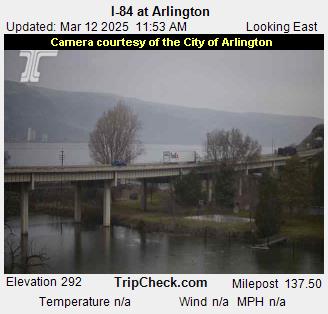 I-84 at Arlington
Updated: Mar 12 2025 11:53 AM Looking East
Camera courtesy of the City of Arlington
Elevation 292 TripCheck.com Milepost 137.50
Temperature n/a Wind n/a MPH n/a